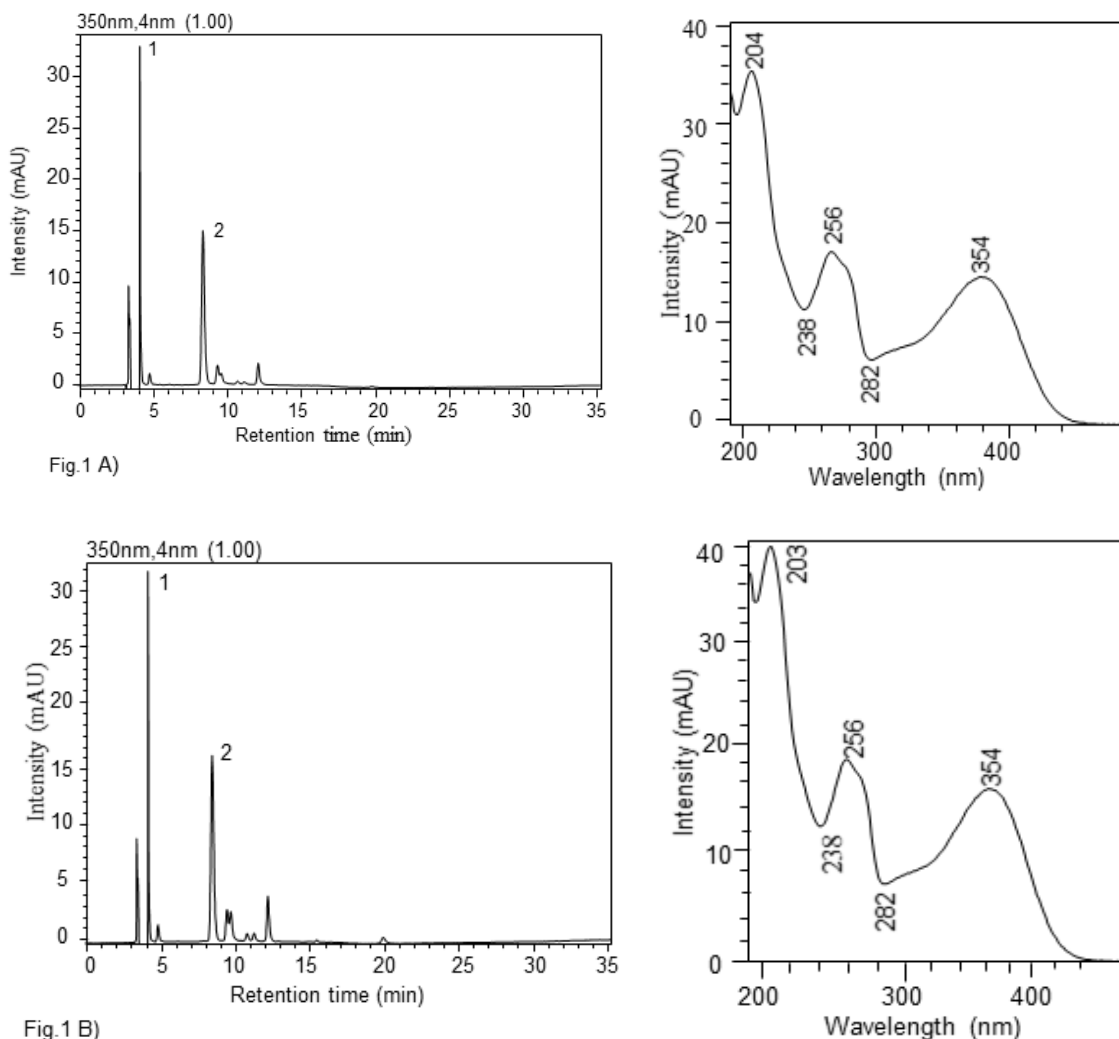 350nm,4nm (1.00)
Intensity (mAU)
30
25
20
15
10
5
0
1
2
0 5 10 15 20 25 30 35
Retention time (min)
Fig.1 A)
Intensity (mAU)
40
30
20
10
0
204
238
256
282
354
200 300 400
Wavelength (nm)
350nm,4nm (1.00)
Intensity (mAU)
30
25
20
15
10
5
0
1
2
0 5 10 15 20 25 30 35
Retention time (min)
Fig.1 B)
Intensity (mAU)
40
30
20
10
0
203
238
256
282
354
200 300 400
Wavelength (nm)